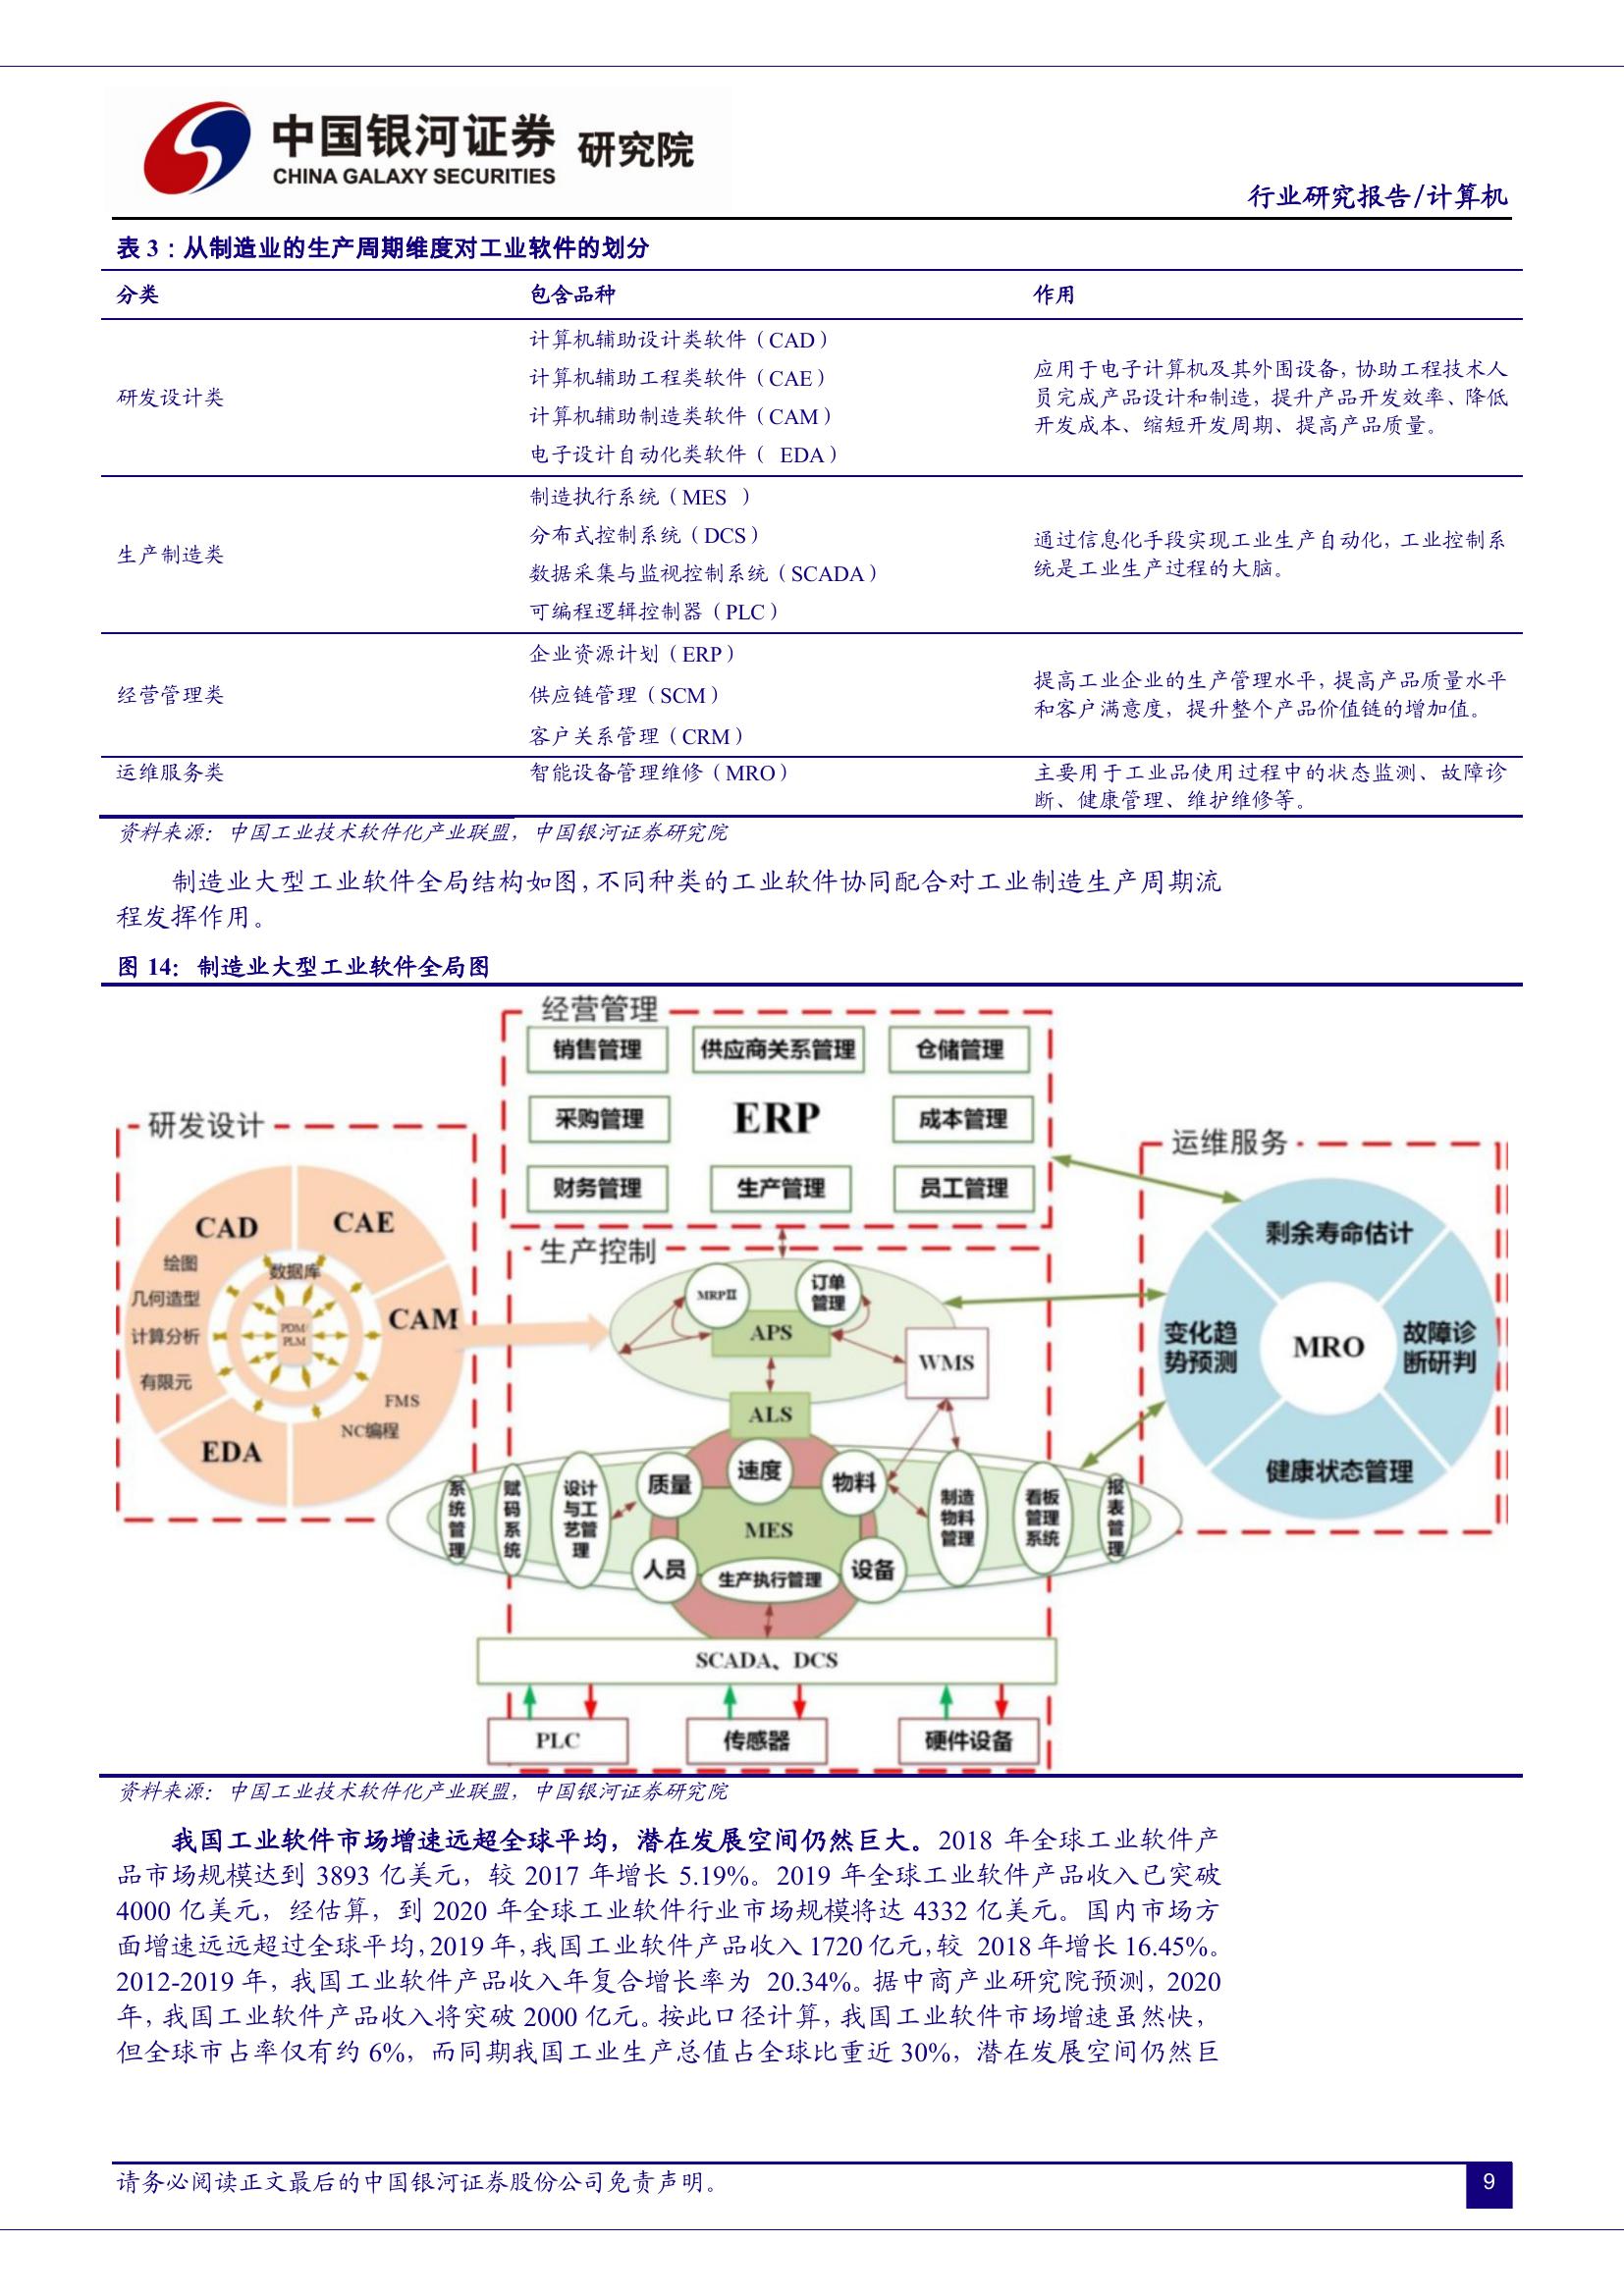 中国银河证券 研究院
CHINA GALAXY SECURITIES
行业研究报告/计算机
表 3：从制造业的生产周期维度对工业软件的划分
分类 包含品种 作用
研发设计类
计算机辅助设计类软件（CAD）
计算机辅助工程类软件（CAE）
计算机辅助制造类软件（CAM）
电子设计自动化类软件（ EDA）
应用于电子计算机及其外围设备，协助工程技术人
员完成产品设计和制造，提升产品开发效率、降低
开发成本、缩短开发周期、提高产品质量。
生产制造类
制造执行系统（MES ）
分布式控制系统（DCS）
数据采集与监视控制系统（SCADA）
可编程逻辑控制器（PLC）
通过信息化手段实现工业生产自动化，工业控制系
统是工业生产过程的大脑。
经营管理类
企业资源计划（ERP）
供应链管理（SCM）
客户关系管理（CRM）
提高工业企业的生产管理水平，提高产品质量水平
和客户满意度，提升整个产品价值链的增加值。
运维服务类
智能设备管理维修（MRO）
主要用于工业品使用过程中的状态监测、故障诊
断、健康管理、维护维修等。
资料来源：中国工业技术软件化产业联盟，中国银河证券研究院
制造业大型工业软件全局结构如图，不同种类的工业软件协同配合对工业制造生产周期流
程发挥作用。
图 14：制造业大型工业软件全局图
经营管理
销售管理 供应商关系管理 仓储管理
采购管理 ERP 成本管理
财务管理 生产管理 员工管理
研发设计
CAD
CAE
绘图
几何造型
计算分析
有限元
数据库
PDM/
PLM
CAM
FMS
NC编程
EDA
生产控制
MRPⅡ
订单
管理
APS
WMS
ALS
系统管理
赋码系统
设计
与工
艺管
理
质量
速度
物料
MES
人员
生产执行管理
设备
制造
物料
管理
看板
管理
系统
报表管理
SCADA、DCS
PLC 传感器 硬件设备
运维服务
剩余寿命估计
变化趋
势预测
MRO
故障诊
断研判
健康状态管理
资料来源：中国工业技术软件化产业联盟，中国银河证券研究院
我国工业软件市场增速远超全球平均，潜在发展空间仍然巨大。2018 年全球工业软件产
品市场规模达到 3893 亿美元，较 2017 年增长 5.19%。2019 年全球工业软件产品收入已突破
4000 亿美元，经估算，到 2020 年全球工业软件行业市场规模将达 4332 亿美元。国内市场方
面增速远远超过全球平均，2019 年，我国工业软件产品收入 1720 亿元，较 2018 年增长 16.45%。
2012-2019 年，我国工业软件产品收入年复合增长率为 20.34%。据中商产业研究院预测，2020
年，我国工业软件产品收入将突破 2000 亿元。按此口径计算，我国工业软件市场增速虽然快，
但全球市占率仅有约 6%，而同期我国工业生产总值占全球比重近 30%，潜在发展空间仍然巨
请务必阅读正文最后的中国银河证券股份公司免责声明。
9